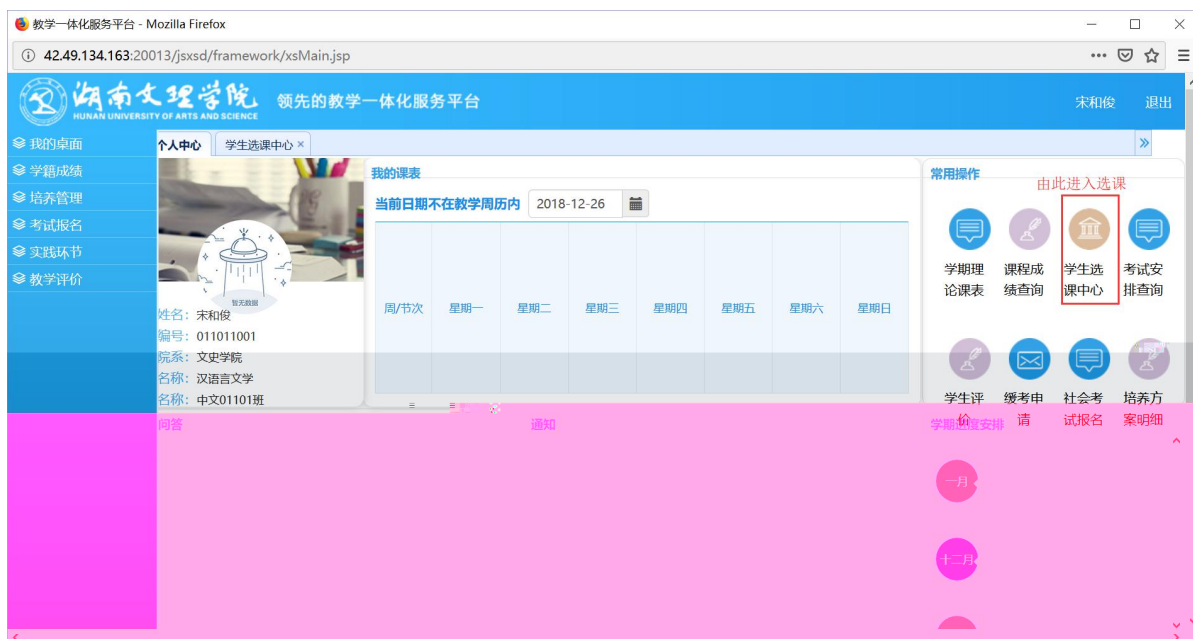 教学一体化服务平台 - Mozilla Firefox
42.49.134.163:20013/jsxsd/framework/xsMain.jsp
湖南文理学院
HUNAN UNIVERSITY OF ARTS AND SCIENCE
领先的教学一体化服务平台
宋和俊 退出
我的桌面
学籍成绩
培养管理
考试报名
实践环节
教学评价
个人中心 学生选课中心 ×
暂无数据
姓名: 宋和俊
编号: 011011001
院系: 文史学院
名称: 汉语言文学
名称: 中文01101班
我的课表
当前日期不在教学周历内 2018-12-26
周/节次 星期一 星期二 星期三 星期四 星期五 星期六 星期日
常用操作
由此进入选课
学期理论课表
课程成绩查询
学生选课中心
考试安排查询
学生评价
缓考申请
社会考试报名
培养方案明细
问答
通知
学期进度安排
一月
十二月